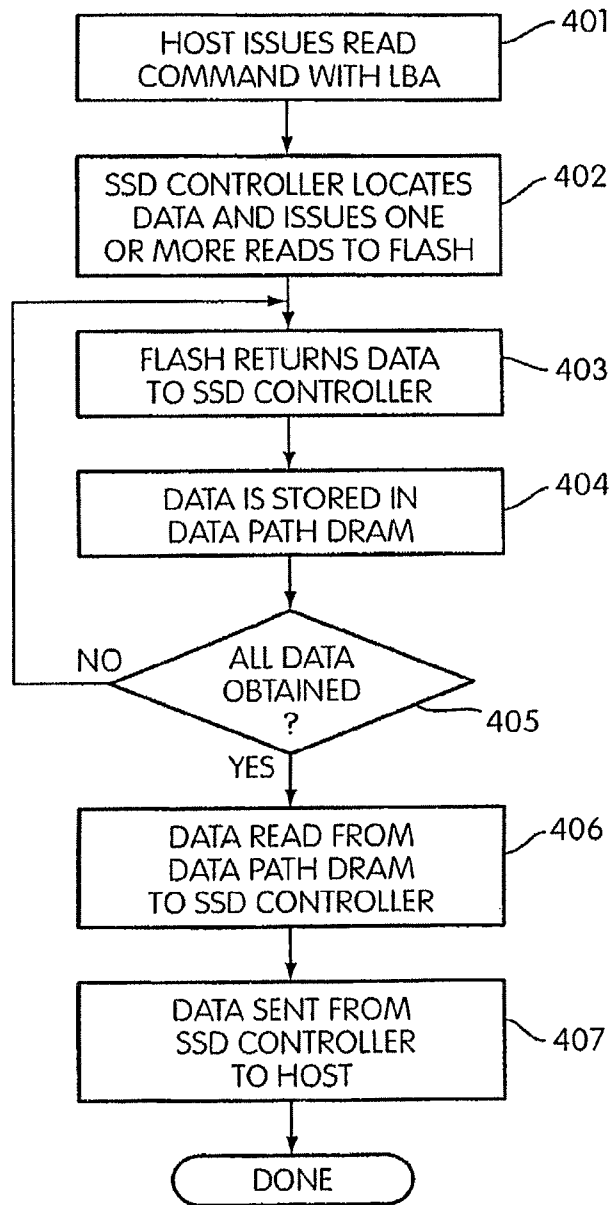 HOST ISSUES READ
COMMAND WITH LBA
401
SSD CONTROLLER LOCATES
DATA AND ISSUES ONE
OR MORE READS TO FLASH
402
FLASH RETURNS DATA
TO SSD CONTROLLER
403
DATA IS STORED IN
DATA PATH DRAM
404
NO
ALL DATA
OBTAINED
?
405
YES
DATA READ FROM
DATA PATH DRAM
TO SSD CONTROLLER
406
DATA SENT FROM
SSD CONTROLLER
TO HOST
407
DONE